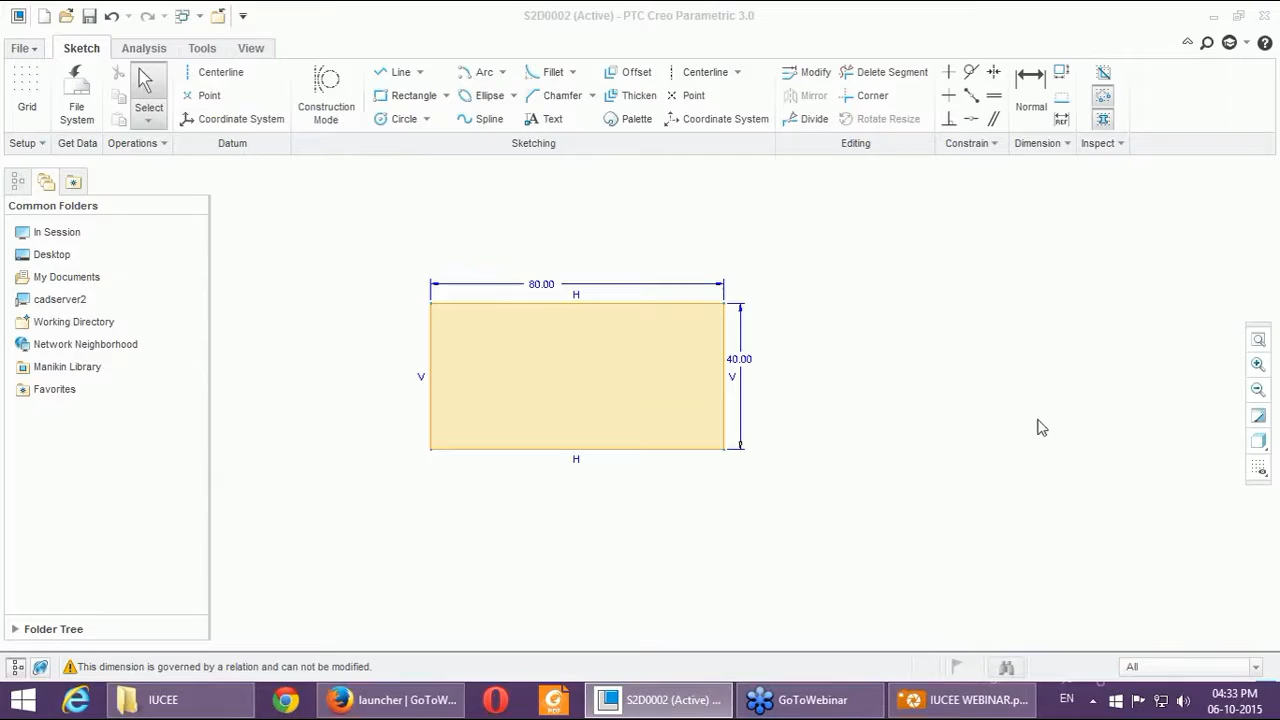 S2D0002 (Active) - PTC Creo Parametric 3.0
File Sketch Analysis Tools View
Centerline Line Arc Fillet Offset Centerline Modify Delete Segment
Point Rectangle Ellipse Chamfer Thicken Point Mirror Corner
Grid File System Select Coordinate System Construction Mode Circle Spline Text Palette Coordinate System Divide Rotate Resize Normal
Setup Get Data Operations Datum Sketching Editing Constrain Dimension Inspect
Common Folders
In Session
Desktop
My Documents
cadserver2
Working Directory
Network Neighborhood
Manikin Library
Favorites
Folder Tree
80.00
H
40.00
V V
H
This dimension is governed by a relation and can not be modified.
All
IUCEE
launcher | GoToW...
S2D0002 (Active) ...
GoToWebinar
IUCEE WEBINAR.p...
EN
04:33 PM
06-10-2015